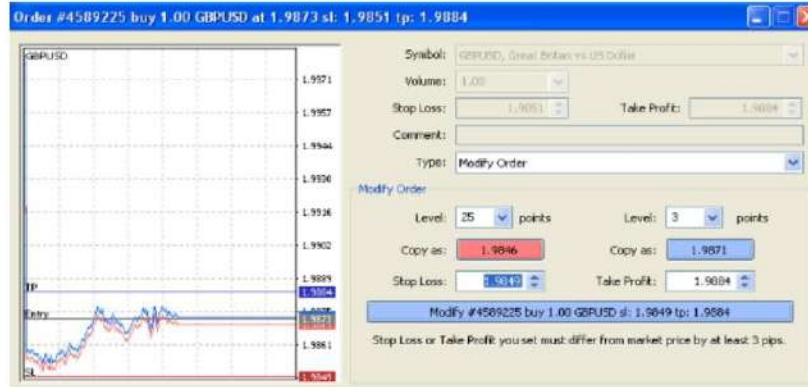 Order #4589225 buy 1.00 GBPUSD at 1.9873 sl: 1.9851 tp: 1.9884
GBPUSD
1.9971
1.9957
1.9944
1.9930
1.9916
1.9902
1.9889
TP
1.9884
Entry
1.9873
1.9861
SL
Symbol: GBPUSD, Great Britan vs US Dollar
Volume: 1.00
Stop Loss: 1.9851 Take Profit: 1.9884
Comment:
Type: Modify Order
Modify Order
Level: 25 points Level: 3 points
Copy as: 1.9846 Copy as: 1.9871
Stop Loss: 1.9849 Take Profit: 1.9884
Modify #4589225 buy 1.00 GBPUSD sl: 1.9849 tp: 1.9884
Stop Loss or Take Profit you set must differ from market price by at least 3 pips.